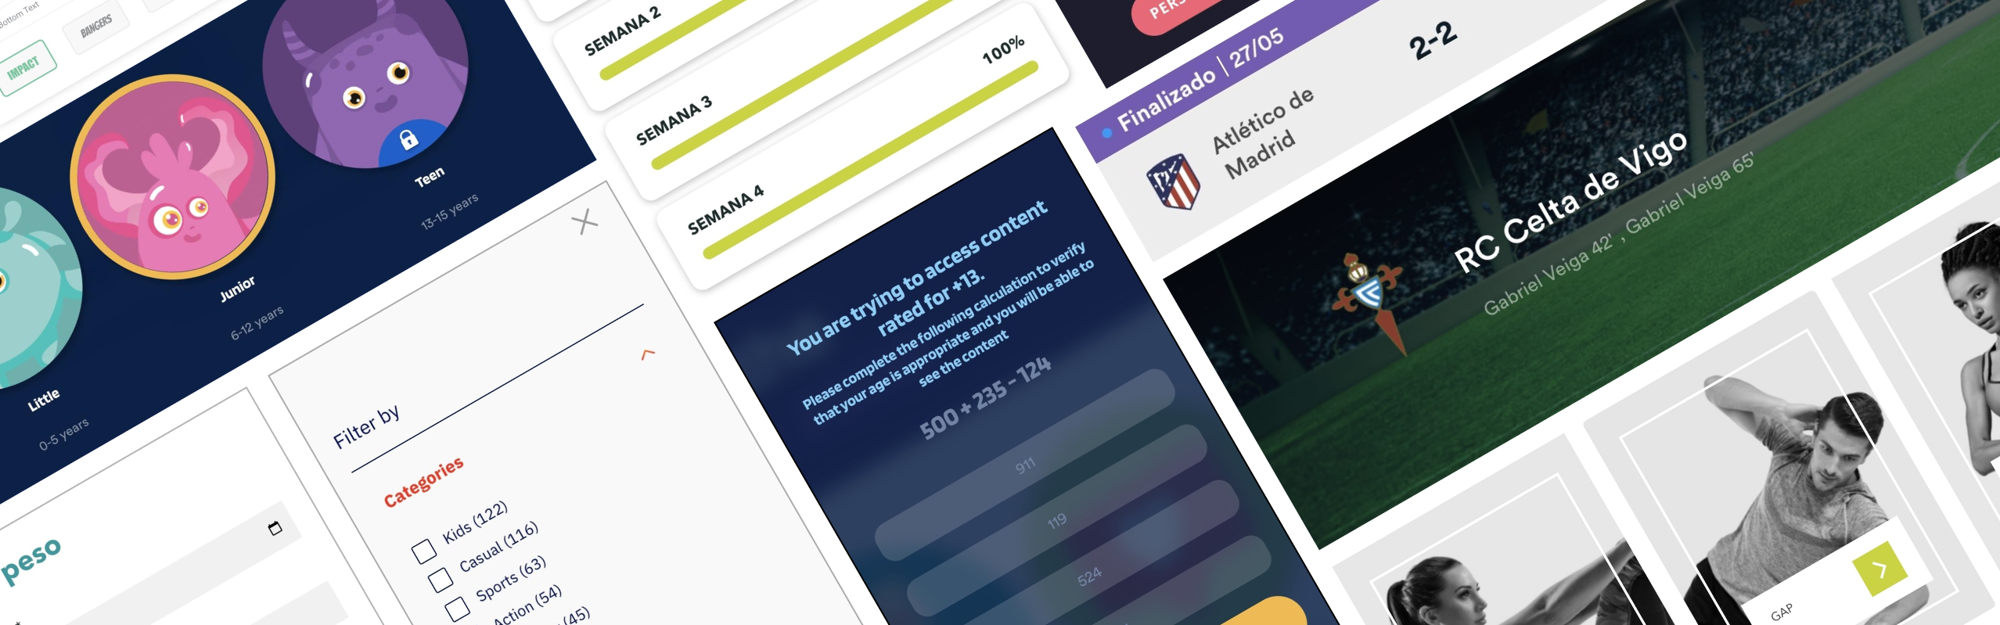 Bottom Text
IMPACT
BANGERS
Little
0-5 years
Junior
6-12 years
Teen
13-15 years
peso
Filter by
Categories
Kids (122)
Casual (116)
Sports (63)
Action (54)
(45)
SEMANA 2
SEMANA 3
100%
SEMANA 4
You are trying to access content
rated for +13.
Please complete the following calculation to verify
that your age is appropriate and you will be able to
see the content
500 + 235 - 124
911
119
524
PERS
Finalizado | 27/05
Atlético de
Madrid
2-2
RC Celta de Vigo
Gabriel Veiga 42' , Gabriel Veiga 65'
GAP